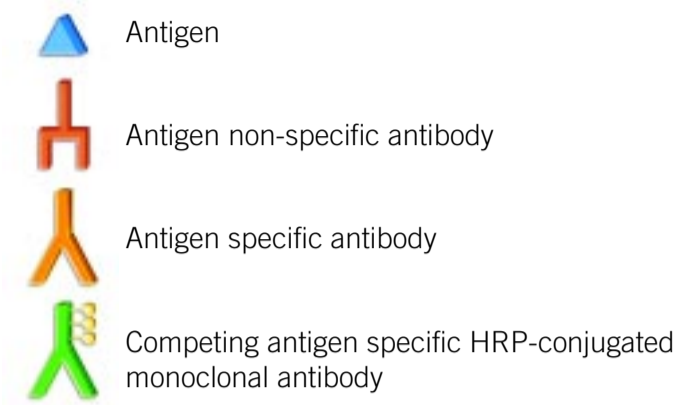 Antigen
Antigen non-specific antibody
Antigen specific antibody
Competing antigen specific HRP-conjugated
monoclonal antibody